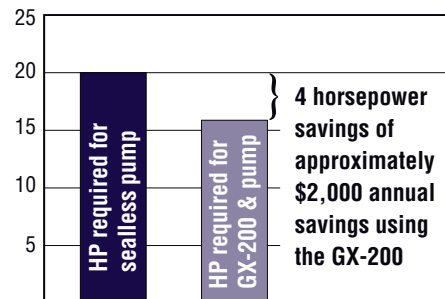 25
20
15
10
5
HP required for
sealless pump
HP required for
GX-200 & pump
}
4 horsepower
savings of
approximately
$2,000 annual
savings using
the GX-200